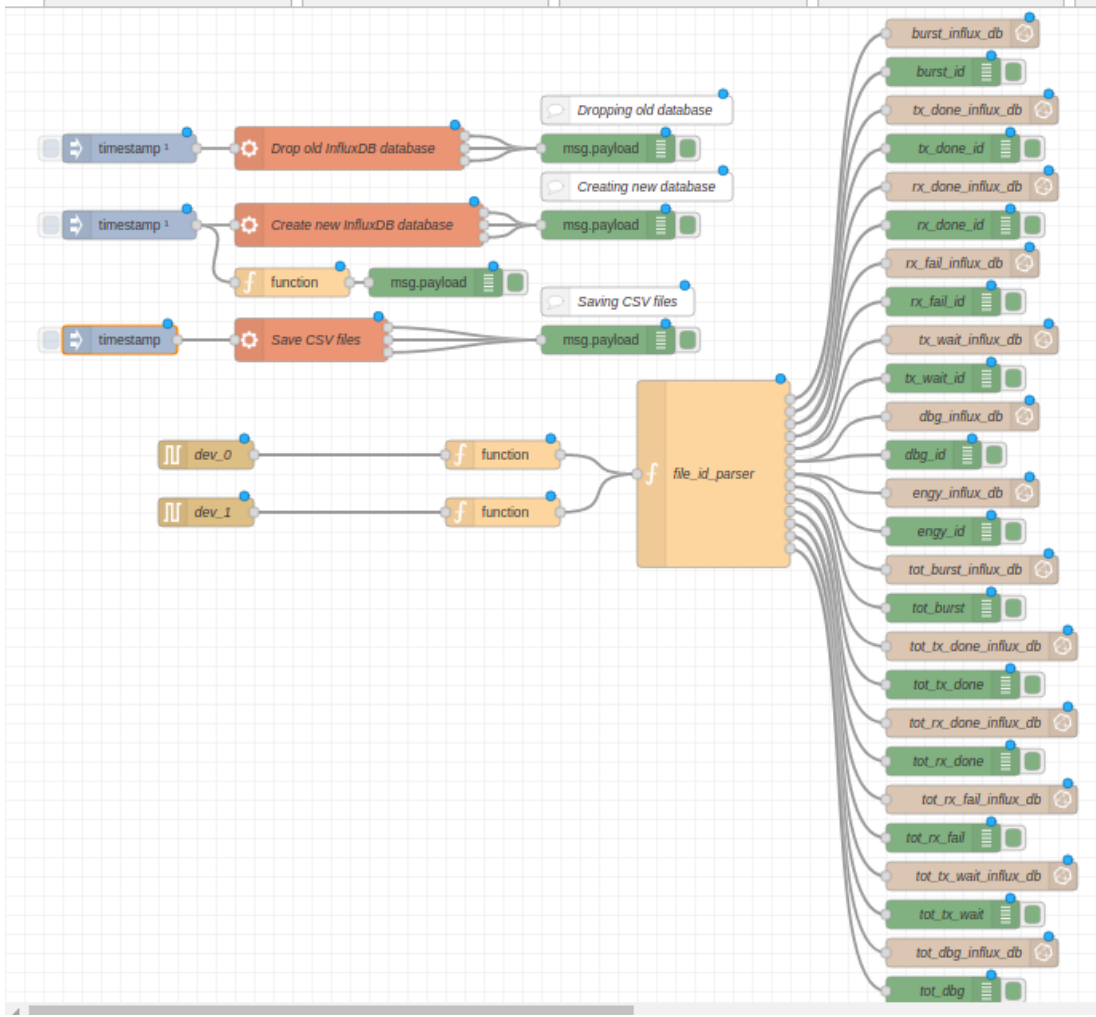 burst_influx_db
burst_id
Dropping old database
tx_done_influx_db
timestamp ¹
Drop old InfluxDB database
msg.payload
tx_done_id
Creating new database
rx_done_influx_db
timestamp ¹
Create new InfluxDB database
msg.payload
rx_done_id
rx_fail_influx_db
function
msg.payload
Saving CSV files
rx_fail_id
timestamp
Save CSV files
msg.payload
tx_wait_influx_db
tx_wait_id
dbg_influx_db
dev_0
function
file_id_parser
dbg_id
engy_influx_db
dev_1
function
engy_id
tot_burst_influx_db
tot_burst
tot_tx_done_influx_db
tot_tx_done
tot_rx_done_influx_db
tot_rx_done
tot_rx_fail_influx_db
tot_rx_fail
tot_tx_wait_influx_db
tot_tx_wait
tot_dbg_influx_db
tot_dbg